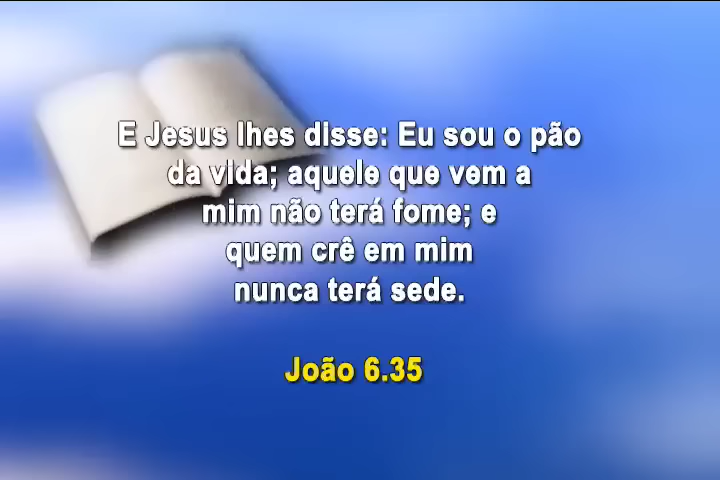 E Jesus lhes disse: Eu sou o pão
da vida; aquele que vem a
mim não terá fome; e
quem crê em mim
nunca terá sede.
João 6.35